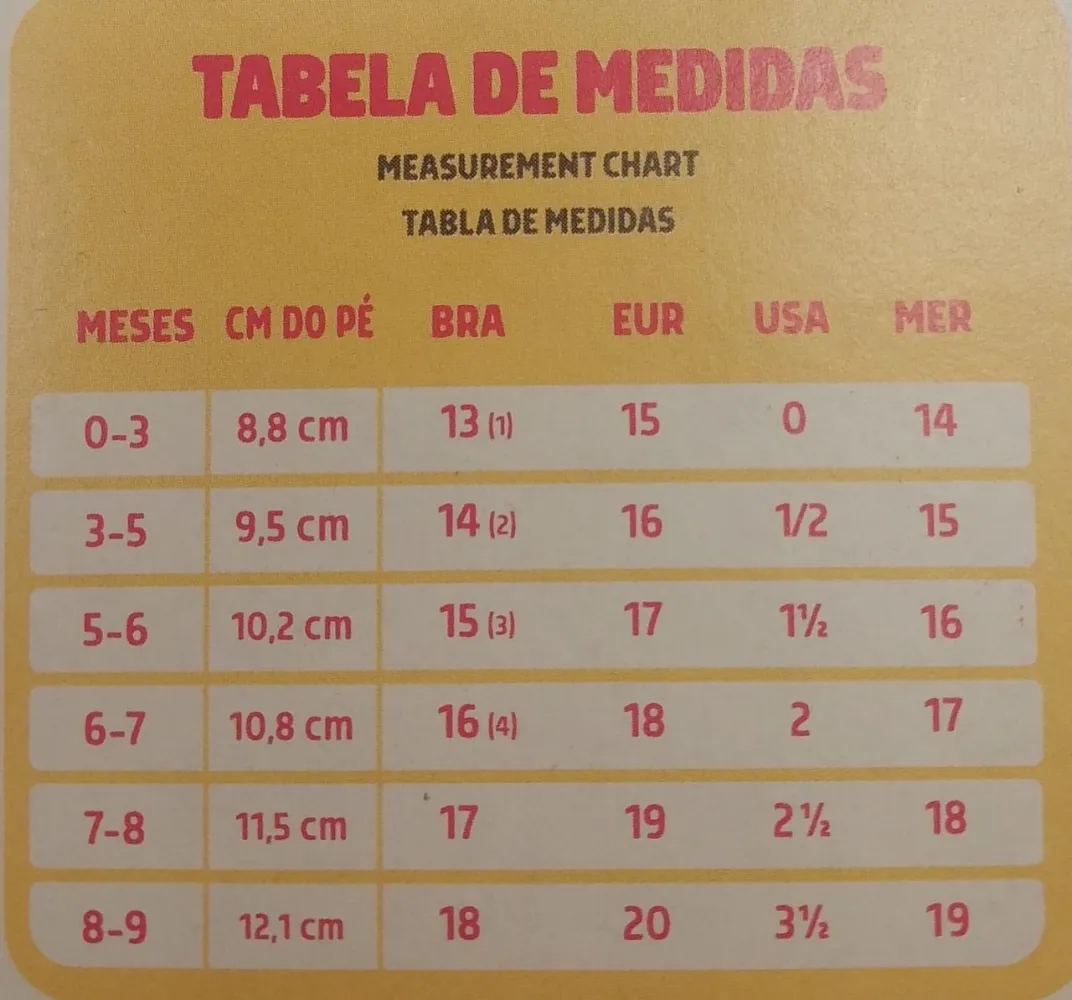 TABELA DE MEDIDAS
MEASUREMENT CHART
TABLA DE MEDIDAS
MESES CM DO PÉ BRA EUR USA MER
0-3 8,8 cm 13 (1) 15 0 14
3-5 9,5 cm 14 (2) 16 1/2 15
5-6 10,2 cm 15 (3) 17 1½ 16
6-7 10,8 cm 16 (4) 18 2 17
7-8 11,5 cm 17 19 2½ 18
8-9 12,1 cm 18 20 3½ 19